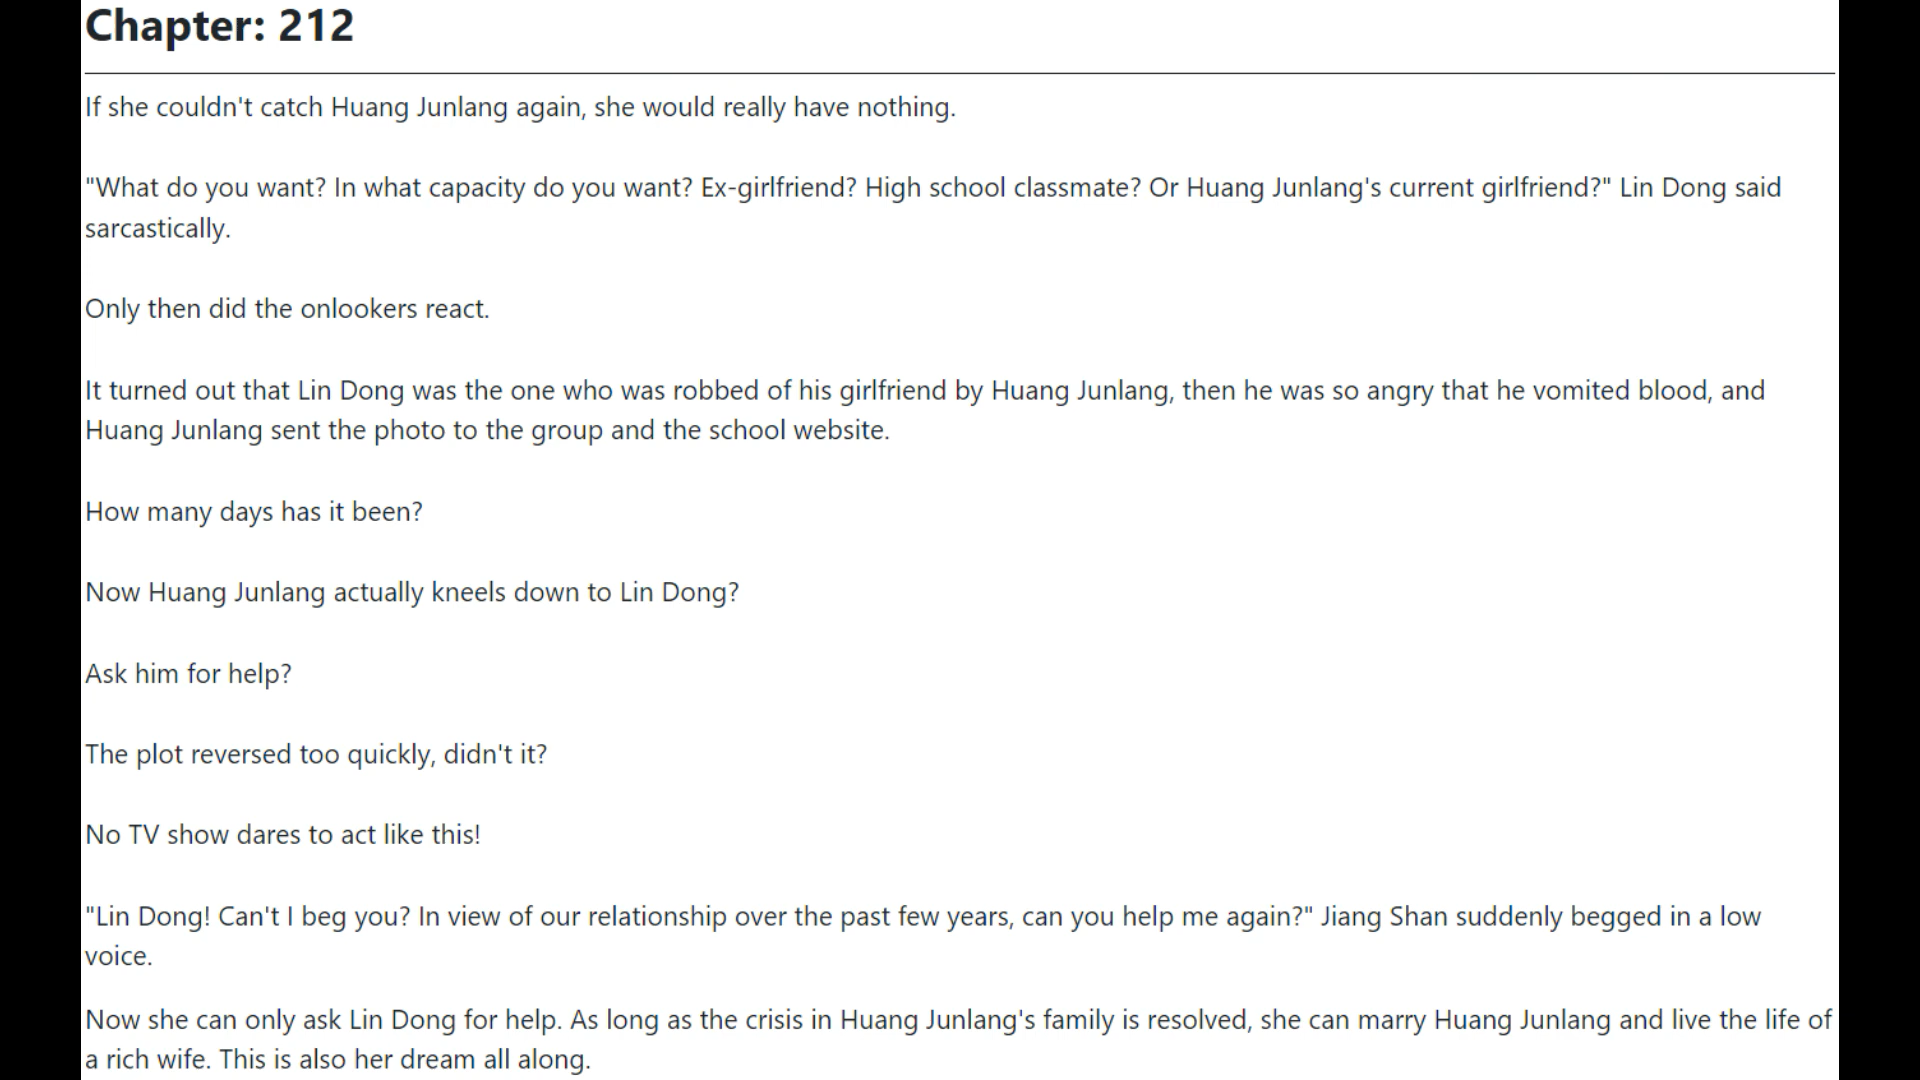 Chapter: 212
If she couldn't catch Huang Junlang again, she would really have nothing.
"What do you want? In what capacity do you want? Ex-girlfriend? High school classmate? Or Huang Junlang's current girlfriend?" Lin Dong said
sarcastically.
Only then did the onlookers react.
It turned out that Lin Dong was the one who was robbed of his girlfriend by Huang Junlang, then he was so angry that he vomited blood, and
Huang Junlang sent the photo to the group and the school website.
How many days has it been?
Now Huang Junlang actually kneels down to Lin Dong?
Ask him for help?
The plot reversed too quickly, didn't it?
No TV show dares to act like this!
"Lin Dong! Can't I beg you? In view of our relationship over the past few years, can you help me again?" Jiang Shan suddenly begged in a low
voice.
Now she can only ask Lin Dong for help. As long as the crisis in Huang Junlang's family is resolved, she can marry Huang Junlang and live the life of
a rich wife. This is also her dream all along.